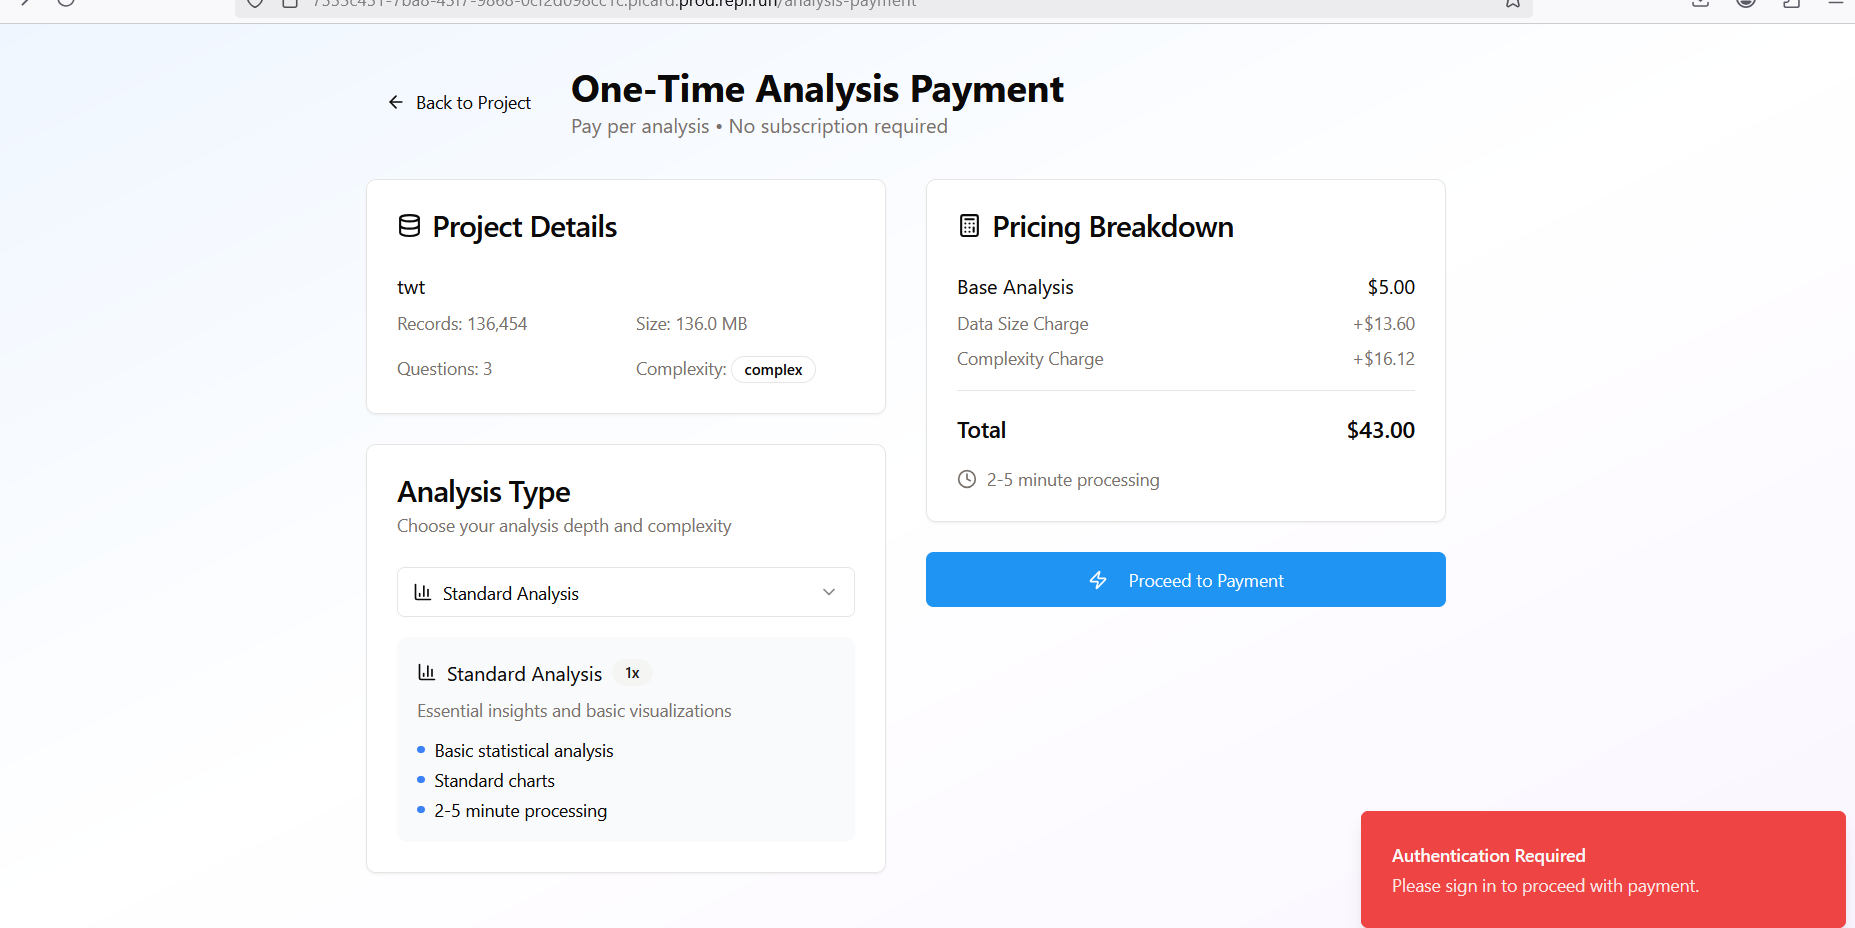 prod.repl.run/analysis-payment
Back to Project
One-Time Analysis Payment
Pay per analysis • No subscription required
Project Details
twt
Records: 136,454
Size: 136.0 MB
Questions: 3
Complexity: complex
Analysis Type
Choose your analysis depth and complexity
Standard Analysis
Standard Analysis 1x
Essential insights and basic visualizations
Basic statistical analysis
Standard charts
2-5 minute processing
Pricing Breakdown
Base Analysis $5.00
Data Size Charge +$13.60
Complexity Charge +$16.12
Total $43.00
2-5 minute processing
Proceed to Payment
Authentication Required
Please sign in to proceed with payment.